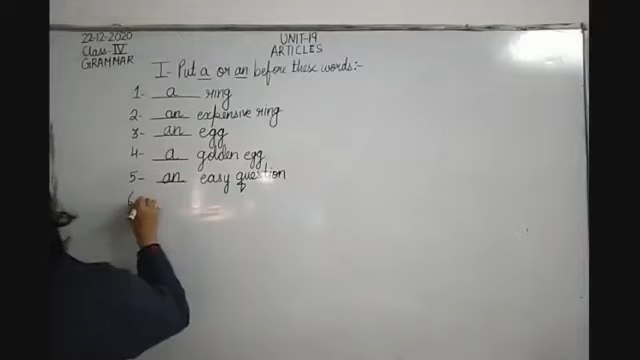 22-12-2020
Class-IV
GRAMMAR
UNIT-19
ARTICLES
I- Put a or an before these words:-
1- a ring
2- an expensive ring
3- an egg
4- a golden egg
5- an easy question
6